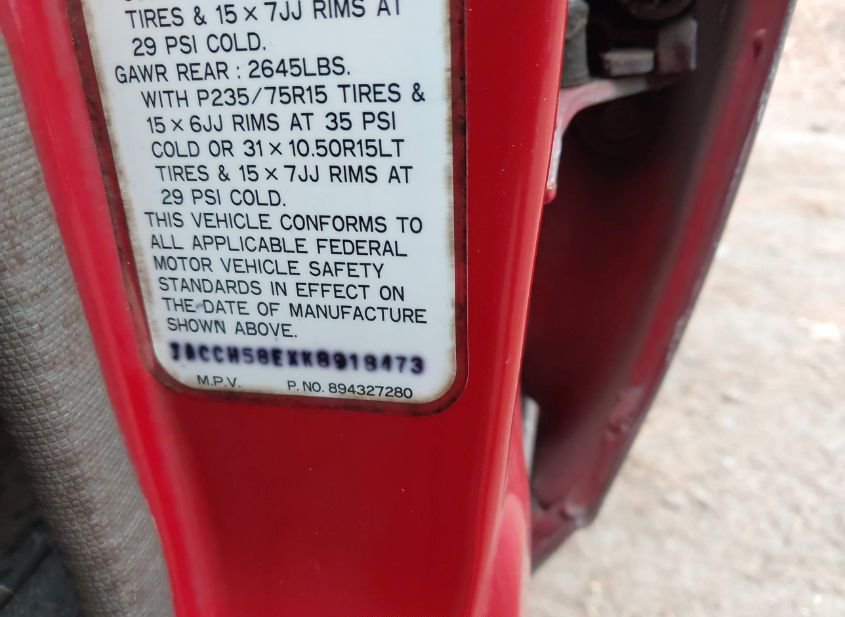 TIRES & 15 × 7JJ RIMS AT
29 PSI COLD.
GAWR REAR : 2645LBS.
WITH P235/75R15 TIRES &
15 × 6JJ RIMS AT 35 PSI
COLD OR 31 × 10.50R15LT
TIRES & 15 × 7JJ RIMS AT
29 PSI COLD.
THIS VEHICLE CONFORMS TO
ALL APPLICABLE FEDERAL
MOTOR VEHICLE SAFETY
STANDARDS IN EFFECT ON
THE DATE OF MANUFACTURE
SHOWN ABOVE.
JACCH58EXK8918473
M.P.V. P. NO. 894327280